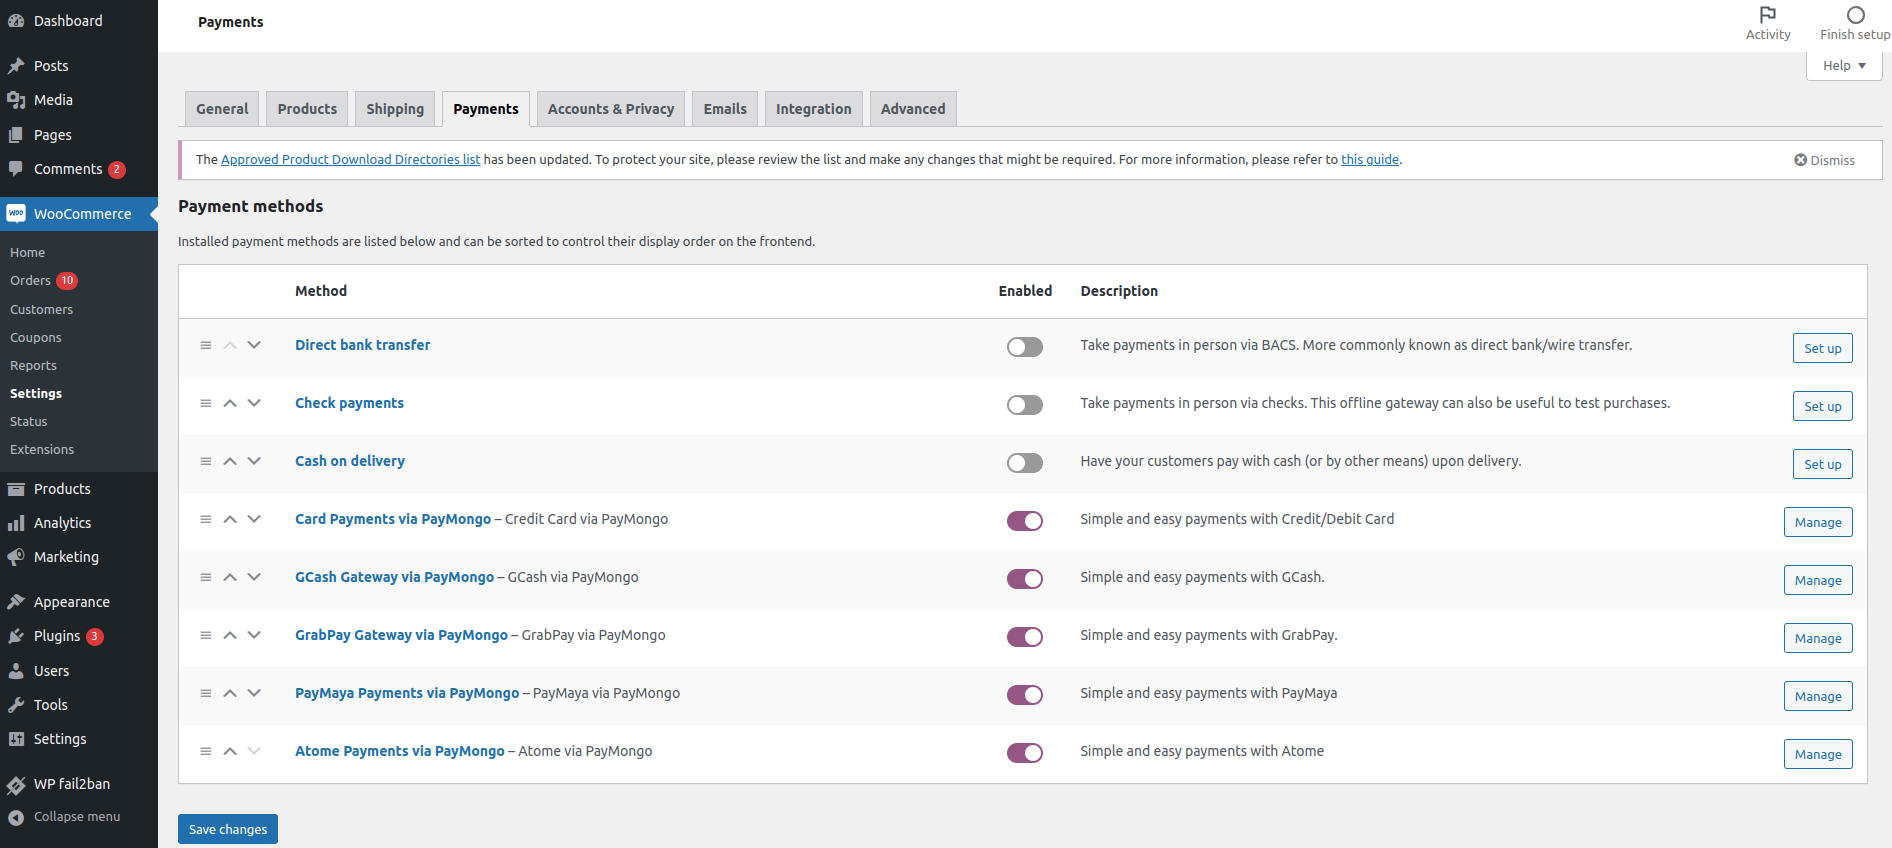 Dashboard
Posts
Media
Pages
Comments 2
WooCommerce
Home
Orders 10
Customers
Coupons
Reports
Settings
Status
Extensions
Products
Analytics
Marketing
Appearance
Plugins 3
Users
Tools
Settings
WP fail2ban
Collapse menu
Payments
Activity
Finish setup
Help
General Products Shipping Payments Accounts & Privacy Emails Integration Advanced
The Approved Product Download Directories list has been updated. To protect your site, please review the list and make any changes that might be required. For more information, please refer to this guide.
Dismiss
Payment methods
Installed payment methods are listed below and can be sorted to control their display order on the frontend.
Method Enabled Description
Direct bank transfer Take payments in person via BACS. More commonly known as direct bank/wire transfer. Set up
Check payments Take payments in person via checks. This offline gateway can also be useful to test purchases. Set up
Cash on delivery Have your customers pay with cash (or by other means) upon delivery. Set up
Card Payments via PayMongo – Credit Card via PayMongo Simple and easy payments with Credit/Debit Card Manage
GCash Gateway via PayMongo – GCash via PayMongo Simple and easy payments with GCash. Manage
GrabPay Gateway via PayMongo – GrabPay via PayMongo Simple and easy payments with GrabPay. Manage
PayMaya Payments via PayMongo – PayMaya via PayMongo Simple and easy payments with PayMaya Manage
Atome Payments via PayMongo – Atome via PayMongo Simple and easy payments with Atome Manage
Save changes